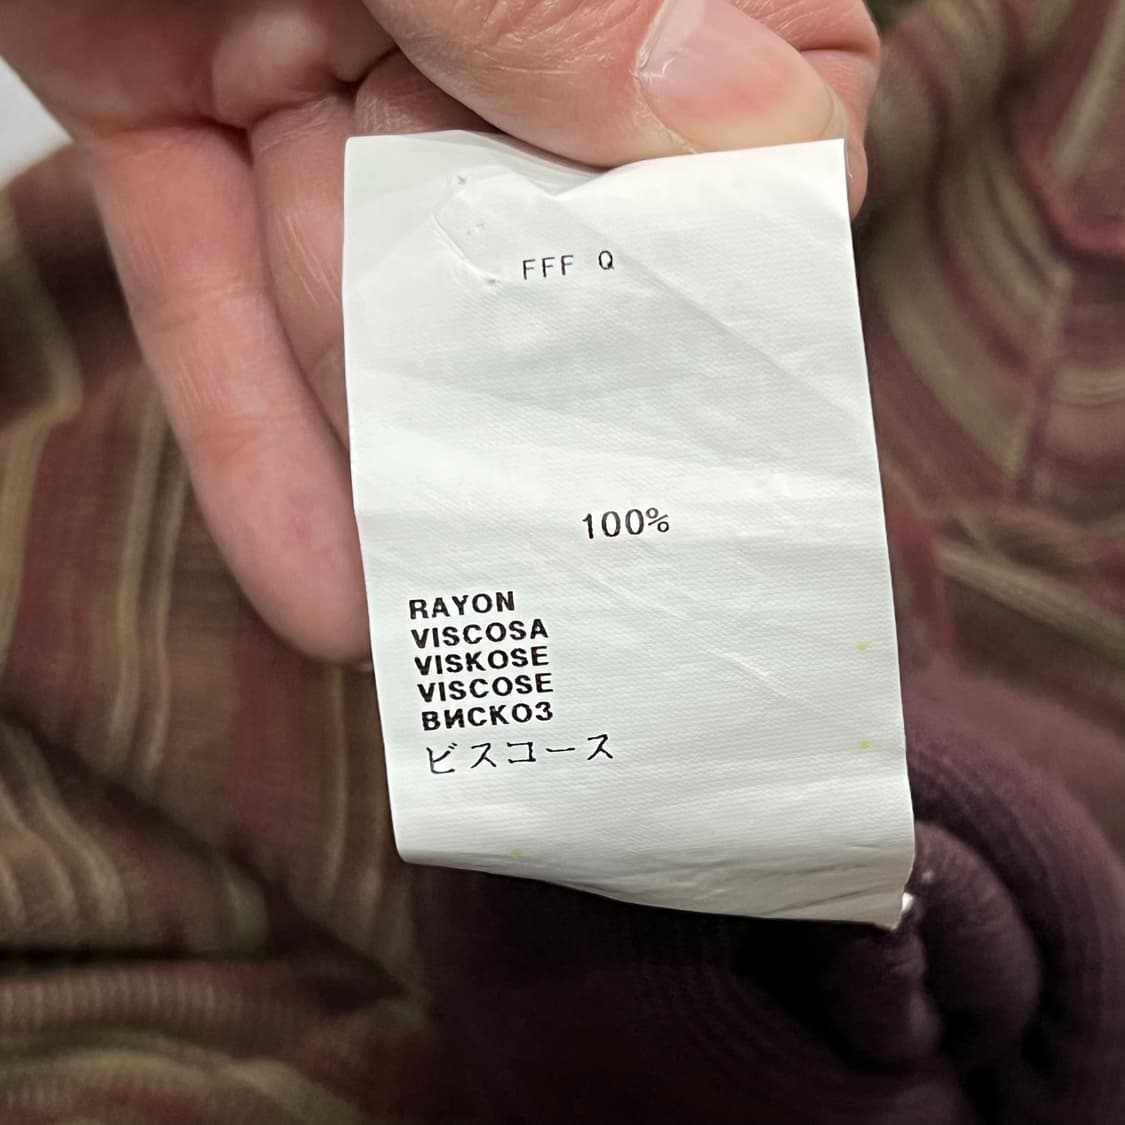 FFF Q
100%
RAYON
VISCOSA
VISKOSE
VISCOSE
ВИСКОЗ
ビスコース